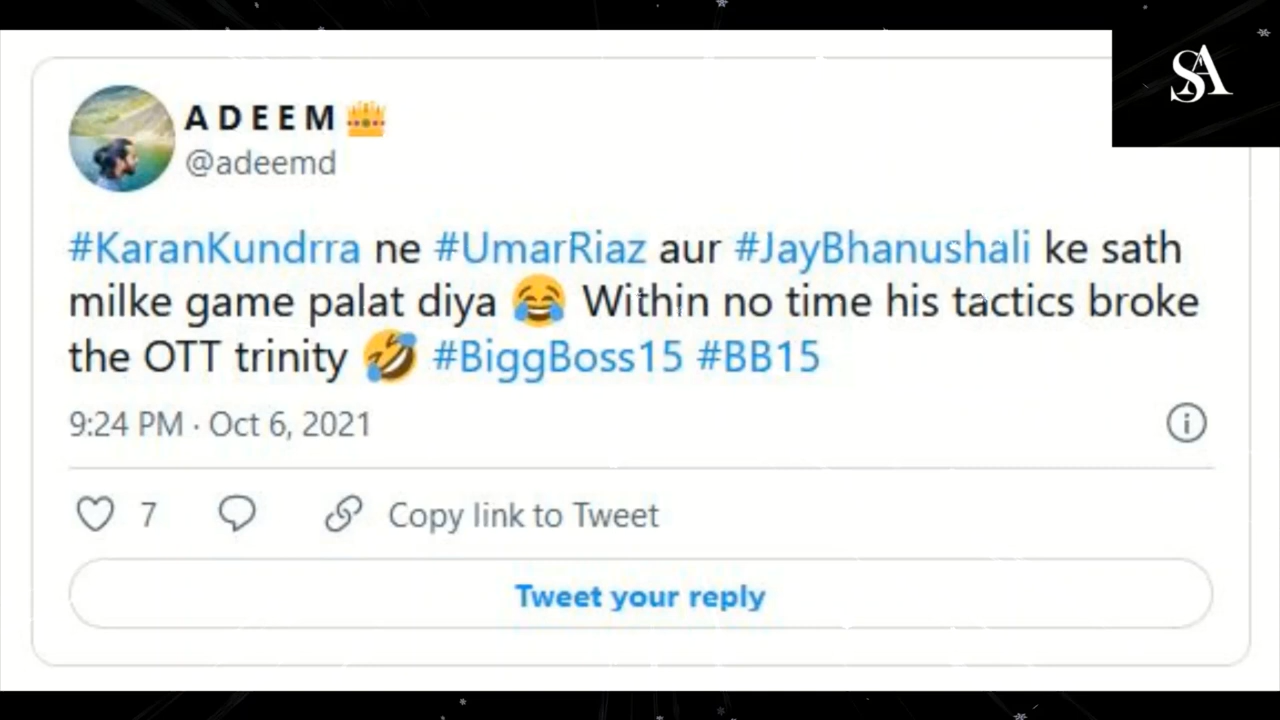 SA
A D E E M 👑
@adeemd
#KaranKundrra ne #UmarRiaz aur #JayBhanushali ke sath
milke game palat diya 😂 Within no time his tactics broke
the OTT trinity 🤣 #BiggBoss15 #BB15
9:24 PM · Oct 6, 2021
7
Copy link to Tweet
Tweet your reply